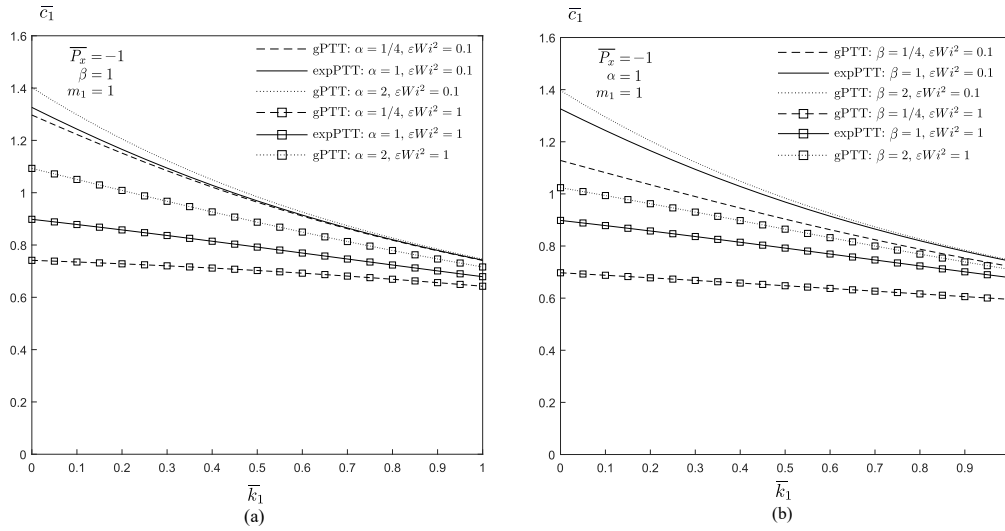 c̅₁
1.6
1.4
1.2
1
0.8
0.6
0.4
0.2
0
P̅ₓ = −1
β = 1
m₁ = 1
gPTT: α = 1/4, εWi² = 0.1
expPTT: α = 1, εWi² = 0.1
gPTT: α = 2, εWi² = 0.1
gPTT: α = 1/4, εWi² = 1
expPTT: α = 1, εWi² = 1
gPTT: α = 2, εWi² = 1
0 0.1 0.2 0.3 0.4 0.5 0.6 0.7 0.8 0.9 1
k̅₁
(a)
c̅₁
1.6
1.4
1.2
1
0.8
0.6
0.4
0.2
0
P̅ₓ = −1
α = 1
m₁ = 1
gPTT: β = 1/4, εWi² = 0.1
expPTT: β = 1, εWi² = 0.1
gPTT: β = 2, εWi² = 0.1
gPTT: β = 1/4, εWi² = 1
expPTT: β = 1, εWi² = 1
gPTT: β = 2, εWi² = 1
0 0.1 0.2 0.3 0.4 0.5 0.6 0.7 0.8 0.9
k̅₁
(b)